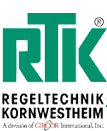 RTK®
REGELTECHNIK
KORNWESTHEIM
A division of CIRCOR International, Inc.